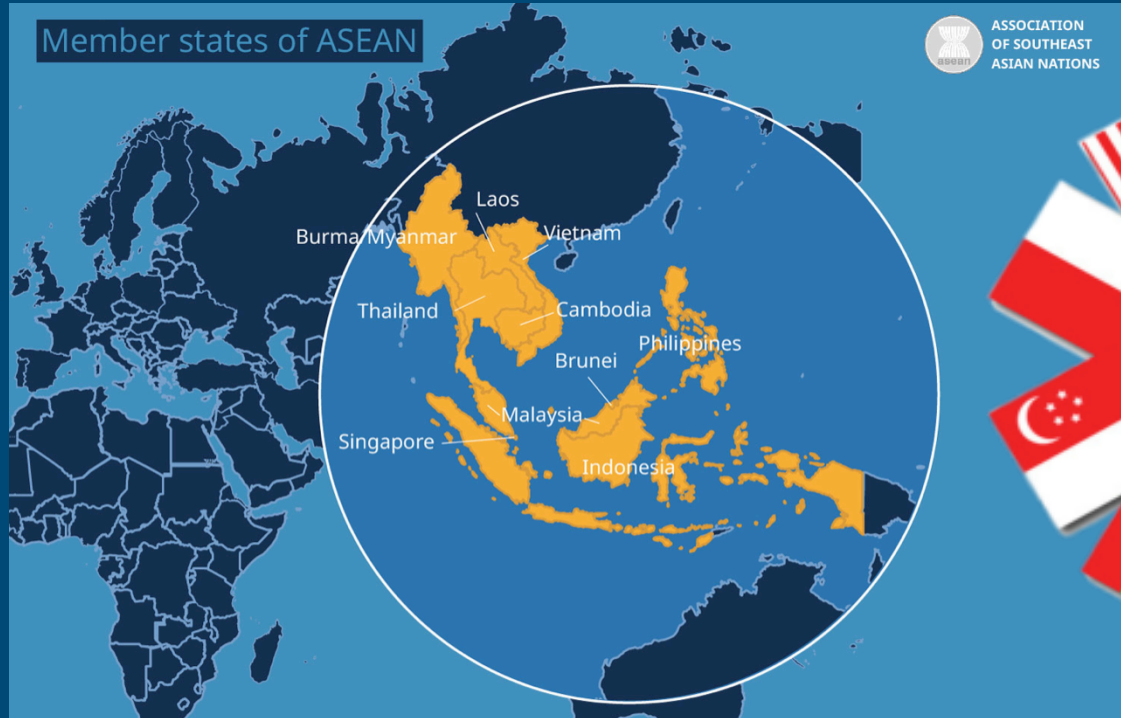 Member states of ASEAN
asean
ASSOCIATION
OF SOUTHEAST
ASIAN NATIONS
Laos
Burma/Myanmar
Vietnam
Thailand
Cambodia
Philippines
Brunei
Malaysia
Singapore
Indonesia